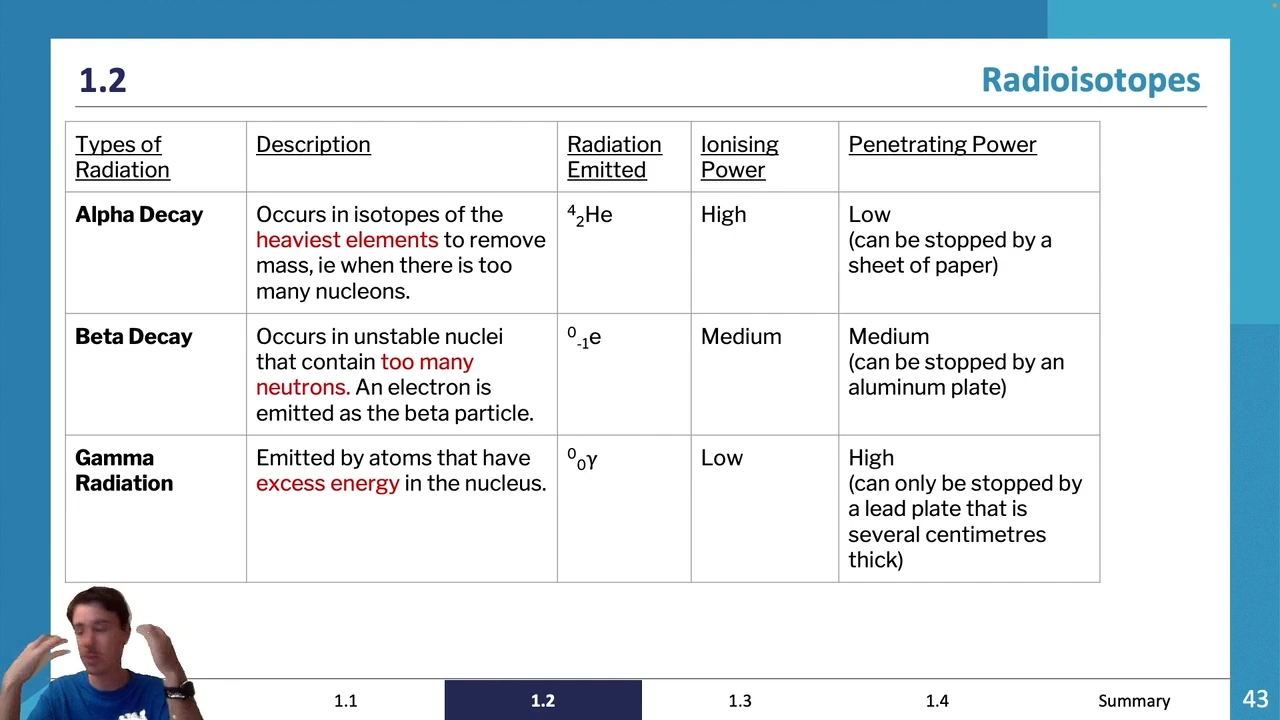 1.2
Radioisotopes
Types of
Radiation
Description
Radiation
Emitted
Ionising
Power
Penetrating Power
Alpha Decay
Occurs in isotopes of the
heaviest elements to remove
mass, ie when there is too
many nucleons.
⁴₂He
High
Low
(can be stopped by a
sheet of paper)
Beta Decay
Occurs in unstable nuclei
that contain too many
neutrons. An electron is
emitted as the beta particle.
⁰₋₁e
Medium
Medium
(can be stopped by an
aluminum plate)
Gamma
Radiation
Emitted by atoms that have
excess energy in the nucleus.
⁰₀γ
Low
High
(can only be stopped by
a lead plate that is
several centimetres
thick)
1.1
1.2
1.3
1.4
Summary
43